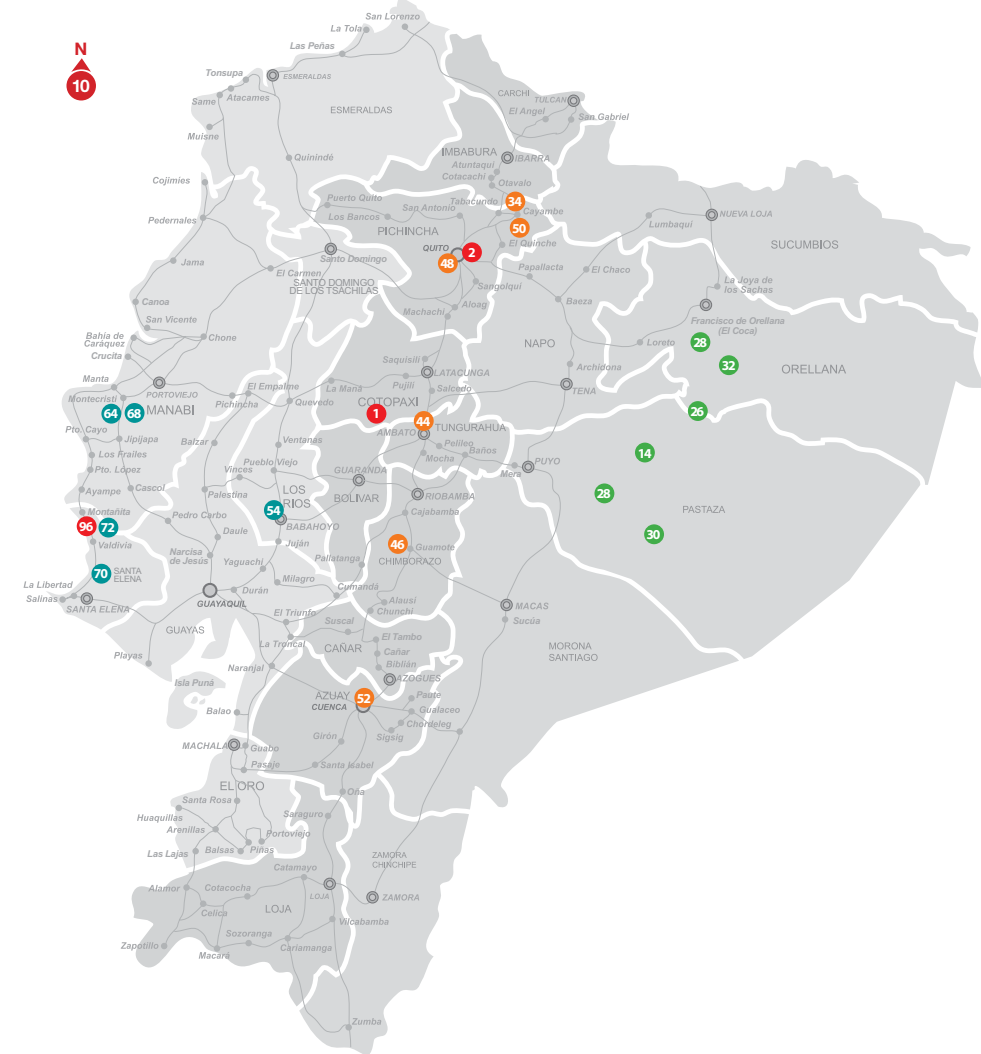 San Lorenzo
La Tola
Las Peñas
N
10
Tonsupa
ESMERALDAS
Same
Atacames
ESMERALDAS
Muisne
CARCHI
TULCAN
El Angel
San Gabriel
IMBABURA
IBARRA
Atuntaqui
Cotacachí
Otavalo
Quinindé
Cojimies
Puerto Quito
San Antonio
Tabacundo
34
Los Bancos
Cayambe
Pedernales
PICHINCHA
50
NUEVA LOJA
Lumbaqui
QUITO
2
El Quinche
SUCUMBIOS
Jama
Santo Domingo
48
Papallacta
El Carmen
SANTO DOMINGO
DE LOS TSACHILAS
Sangolqui
El Chaco
La Joya de
los Sachas
Canoa
Aloag
Baeza
Machachi
San Vicente
Francisco de Orellana
(El Coca)
Bahía de
Caráquez
Chone
NAPO
Loreto
28
Crucita
Saquisilí
Archidona
32
ORELLANA
Manta
PORTOVIEJO
El Empalme
La Maná
Pujilí
LATACUNGA
Salcedo
TENA
Montecristi
Pichincha
Quevedo
COTOPAXI
64
68
MANABI
1
44
TUNGURAHUA
26
Pto. Cayo
Jipijapa
Balzar
Ventanas
AMBATO
Pelileo
Los Frailes
Mocha
Baños
14
Pto. López
Vinces
Pueblo Viejo
GUARANDA
Mera
PUYO
Ayampe
Cascol
Palestina
LOS
RIOS
BOLIVAR
RIOBAMBA
28
Montañita
54
Cajabamba
PASTAZA
96
72
Pedro Carbo
BABAHOYO
Valdivia
Daule
Juján
46
Guamote
30
Narcisa
de Jesús
Pallatanga
CHIMBORAZO
70
SANTA
ELENA
Yaguachi
Milagro
La Libertad
Durán
Cumandá
Salinas
SANTA ELENA
GUAYAQUIL
Alausi
Chunchi
MACAS
El Triunfo
Suscal
Sucúa
GUAYAS
La Troncal
El Tambo
CAÑAR
Cañar
MORONA
SANTIAGO
Playas
Naranjal
Biblián
AZOGUES
Isla Puná
AZUAY
52
Paute
CUENCA
Gualaceo
Balao
Chordeleg
Girón
Sigsig
MACHALA
Guabo
Pasaje
Santa Isabel
EL ORO
Oña
Santa Rosa
Saraguro
Huaquillas
Arenillas
Portoviejo
Las Lajas
Balsas
Piñas
ZAMORA
CHINCHIPE
Catamayo
Alamor
Cotacocha
LOJA
ZAMORA
Celica
LOJA
Vilcabamba
Sozoranga
Zapotillo
Cariamanga
Macará
Zumba